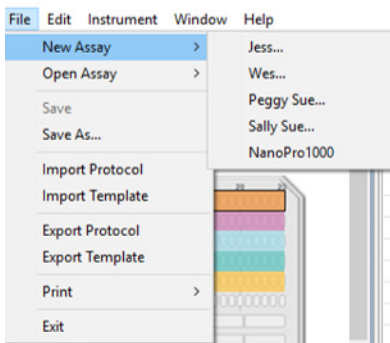 File Edit Instrument Window Help
New Assay >
Open Assay >
Save
Save As...
Import Protocol
Import Template
Export Protocol
Export Template
Print >
Exit
Jess...
Wes...
Peggy Sue...
Sally Sue...
NanoPro1000
20